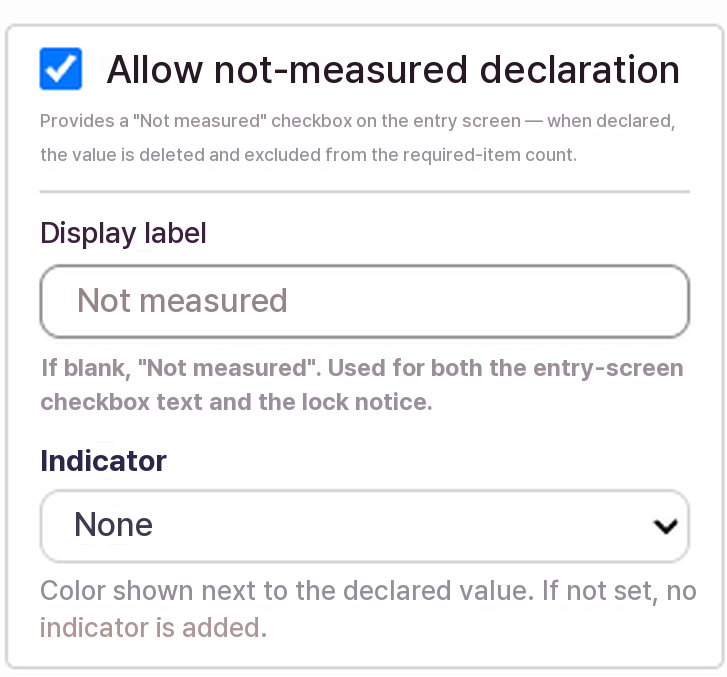 Allow not-measured declaration
Provides a "Not measured" checkbox on the entry screen — when declared,
the value is deleted and excluded from the required-item count.
Display label
Not measured
If blank, "Not measured". Used for both the entry-screen
checkbox text and the lock notice.
Indicator
None
Color shown next to the declared value. If not set, no
indicator is added.